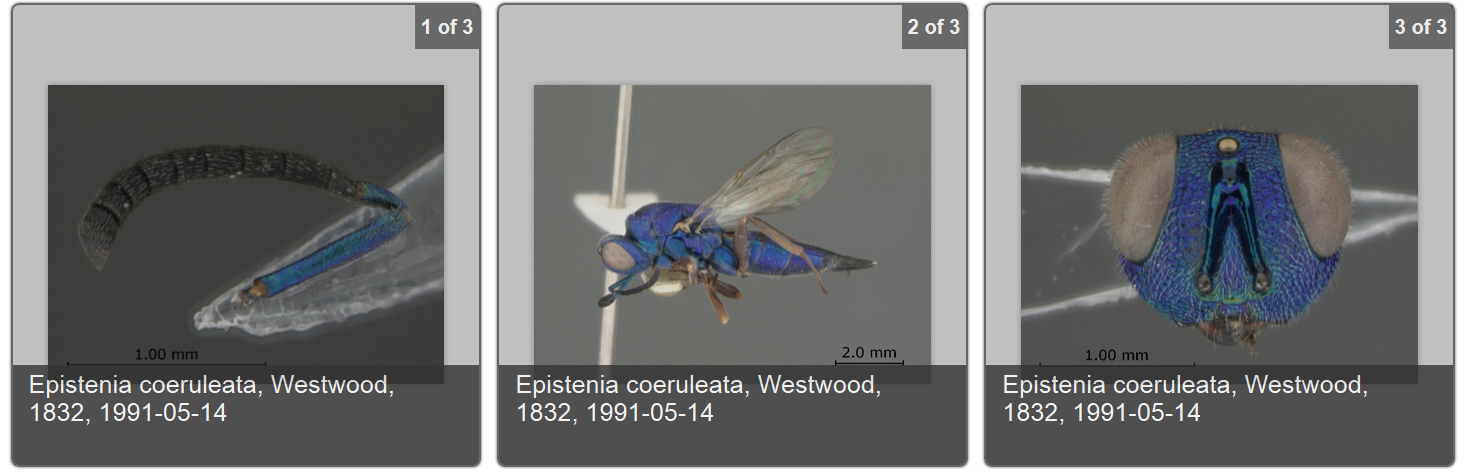 1 of 3
1.00 mm
Epistenia coeruleata, Westwood,
1832, 1991-05-14
2 of 3
2.0 mm
Epistenia coeruleata, Westwood,
1832, 1991-05-14
3 of 3
1.00 mm
Epistenia coeruleata, Westwood,
1832, 1991-05-14